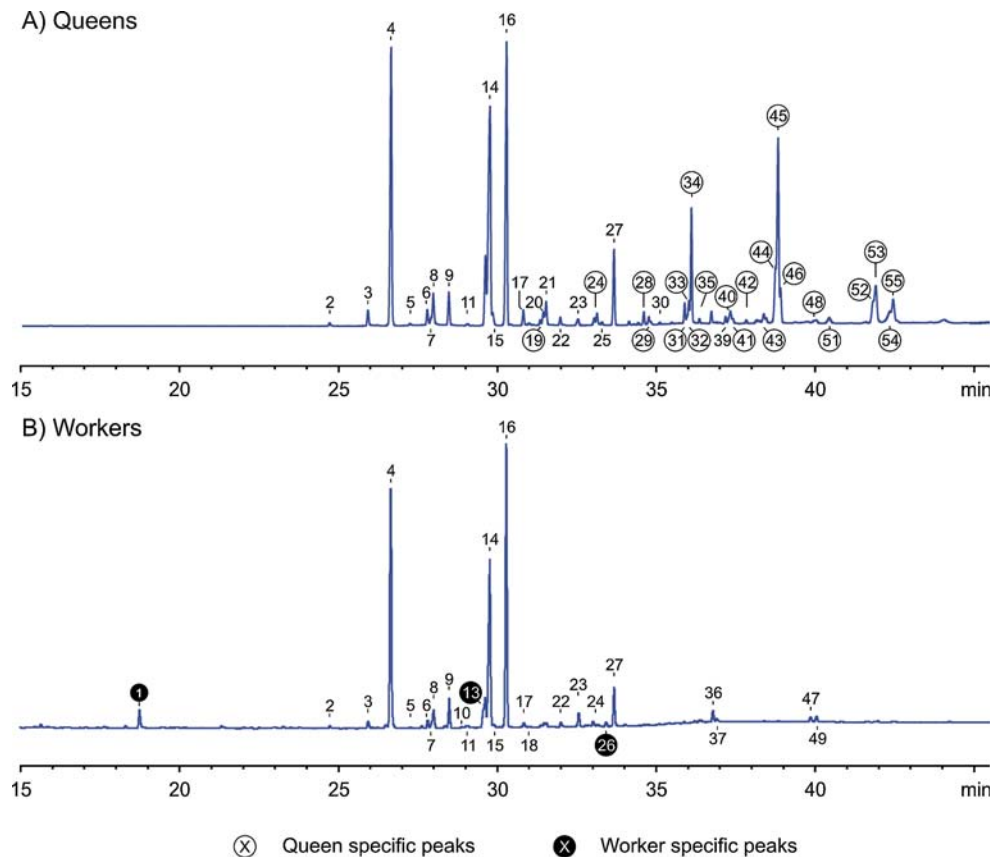 A) Queens
16
4
45
14
34
27
44
24 28 33 35 42 46 53
3 6 8 9 17 20 21 23 30 40 48 52 55
2 5 11
7 15 19 22 25 29 31 32 39 41 43 51 54
15 20 25 30 35 40 min
B) Workers
16
4
14
27
1 9 13 23 36
2 3 5 6 8 10 17 22 24 47
7 11 15 18 26 37 49
15 20 25 30 35 40 min
X Queen specific peaks X Worker specific peaks